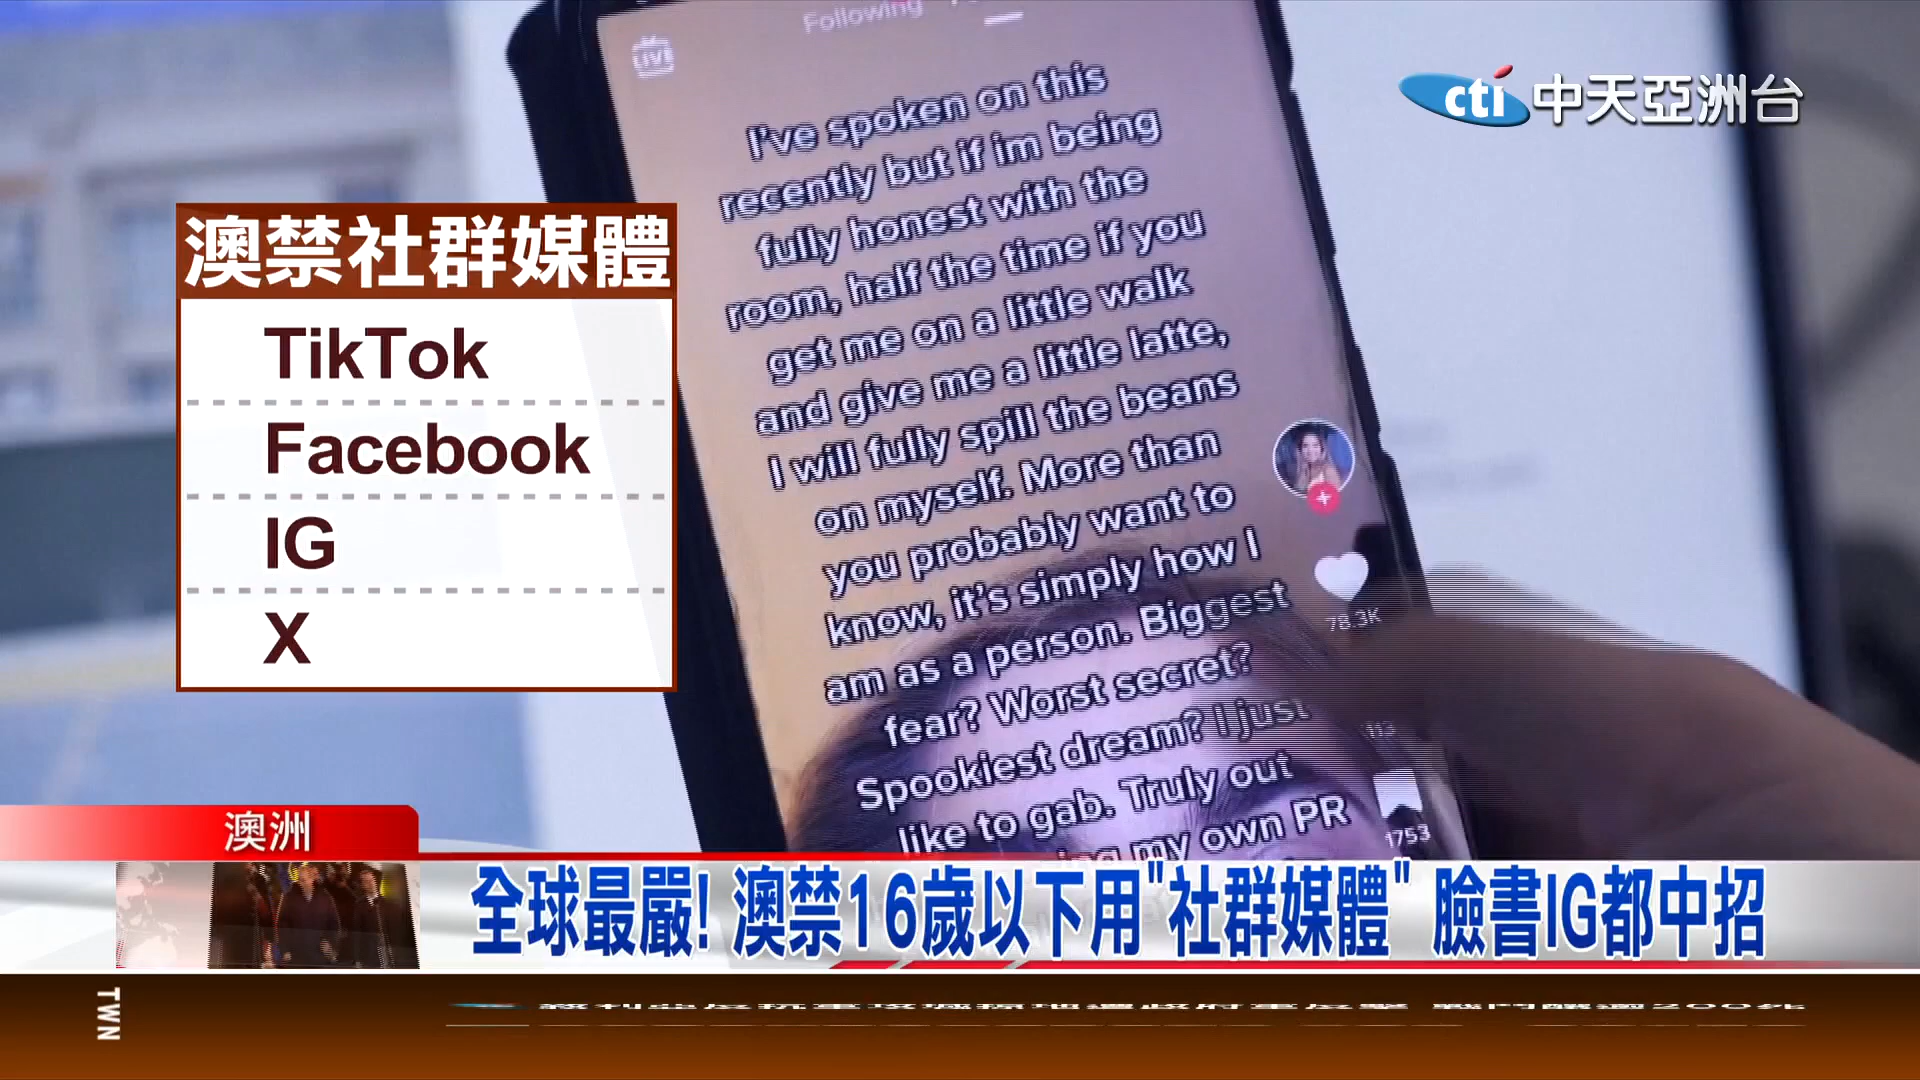 Following
LIVE
cti 中天亞洲台
I've spoken on this
recently but if im being
fully honest with the
room, half the time if you
get me on a little walk
and give me a little latte,
I will fully spill the beans
on myself. More than
you probably want to
know, it's simply how I
am as a person. Biggest
fear? Worst secret?
Spookiest dream? I just
like to gab. Truly out
my own PR
78.3K
113
1753
澳禁社群媒體
TikTok
Facebook
IG
X
澳洲
全球最嚴! 澳禁16歲以下用"社群媒體" 臉書IG都中招
TWN